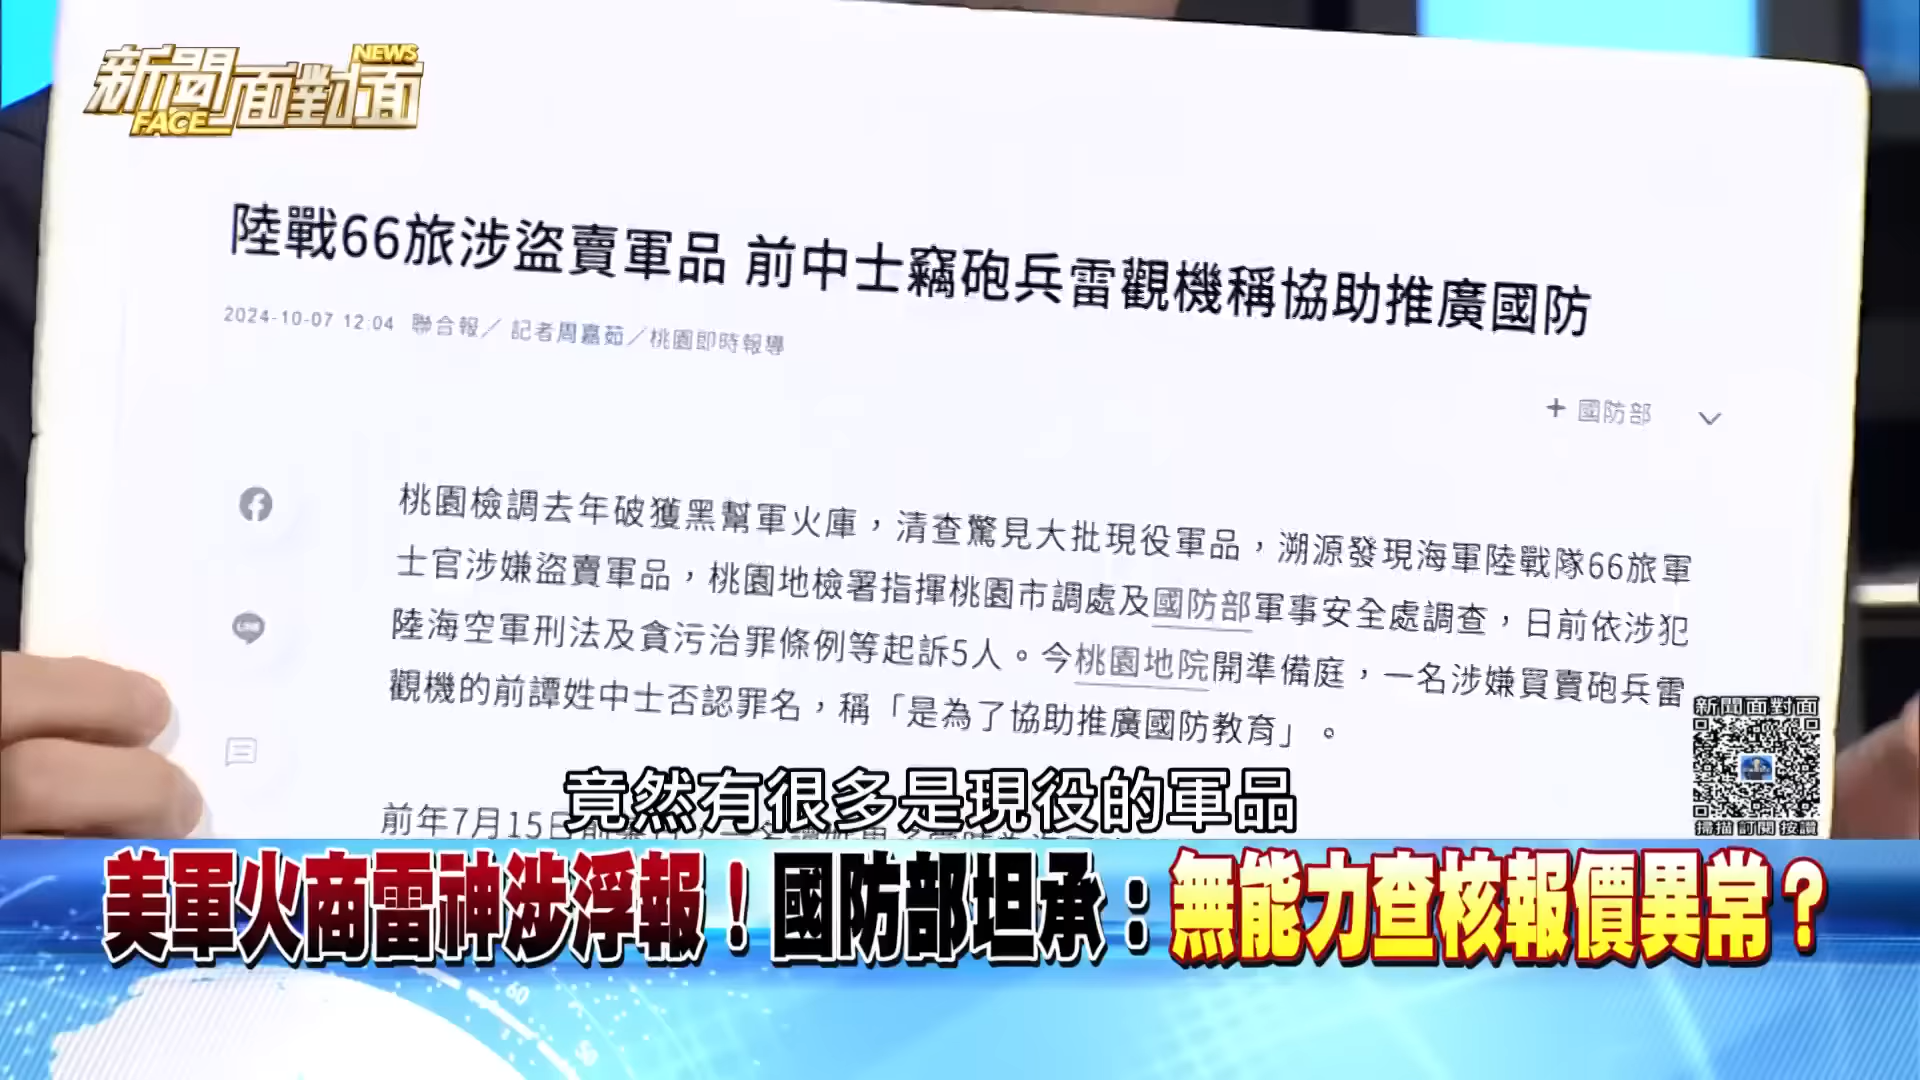 新聞面對面
NEWS
FACE
陸戰66旅涉盜賣軍品 前中士竊砲兵雷觀機稱協助推廣國防
2024-10-07 12:04 聯合報／記者周嘉茹／桃園即時報導
+ 國防部
桃園檢調去年破獲黑幫軍火庫，清查驚見大批現役軍品，溯源發現海軍陸戰隊66旅軍
士官涉嫌盜賣軍品，桃園地檢署指揮桃園市調處及國防部軍事安全處調查，日前依涉犯
陸海空軍刑法及貪污治罪條例等起訴5人。今桃園地院開準備庭，一名涉嫌買賣砲兵雷
觀機的前譚姓中士否認罪名，稱「是為了協助推廣國防教育」。
前年7月15日
新聞面對面
掃描 訂閱 按讚
竟然有很多是現役的軍品
美軍火商雷神涉浮報！國防部坦承：無能力查核報價異常？
60
50